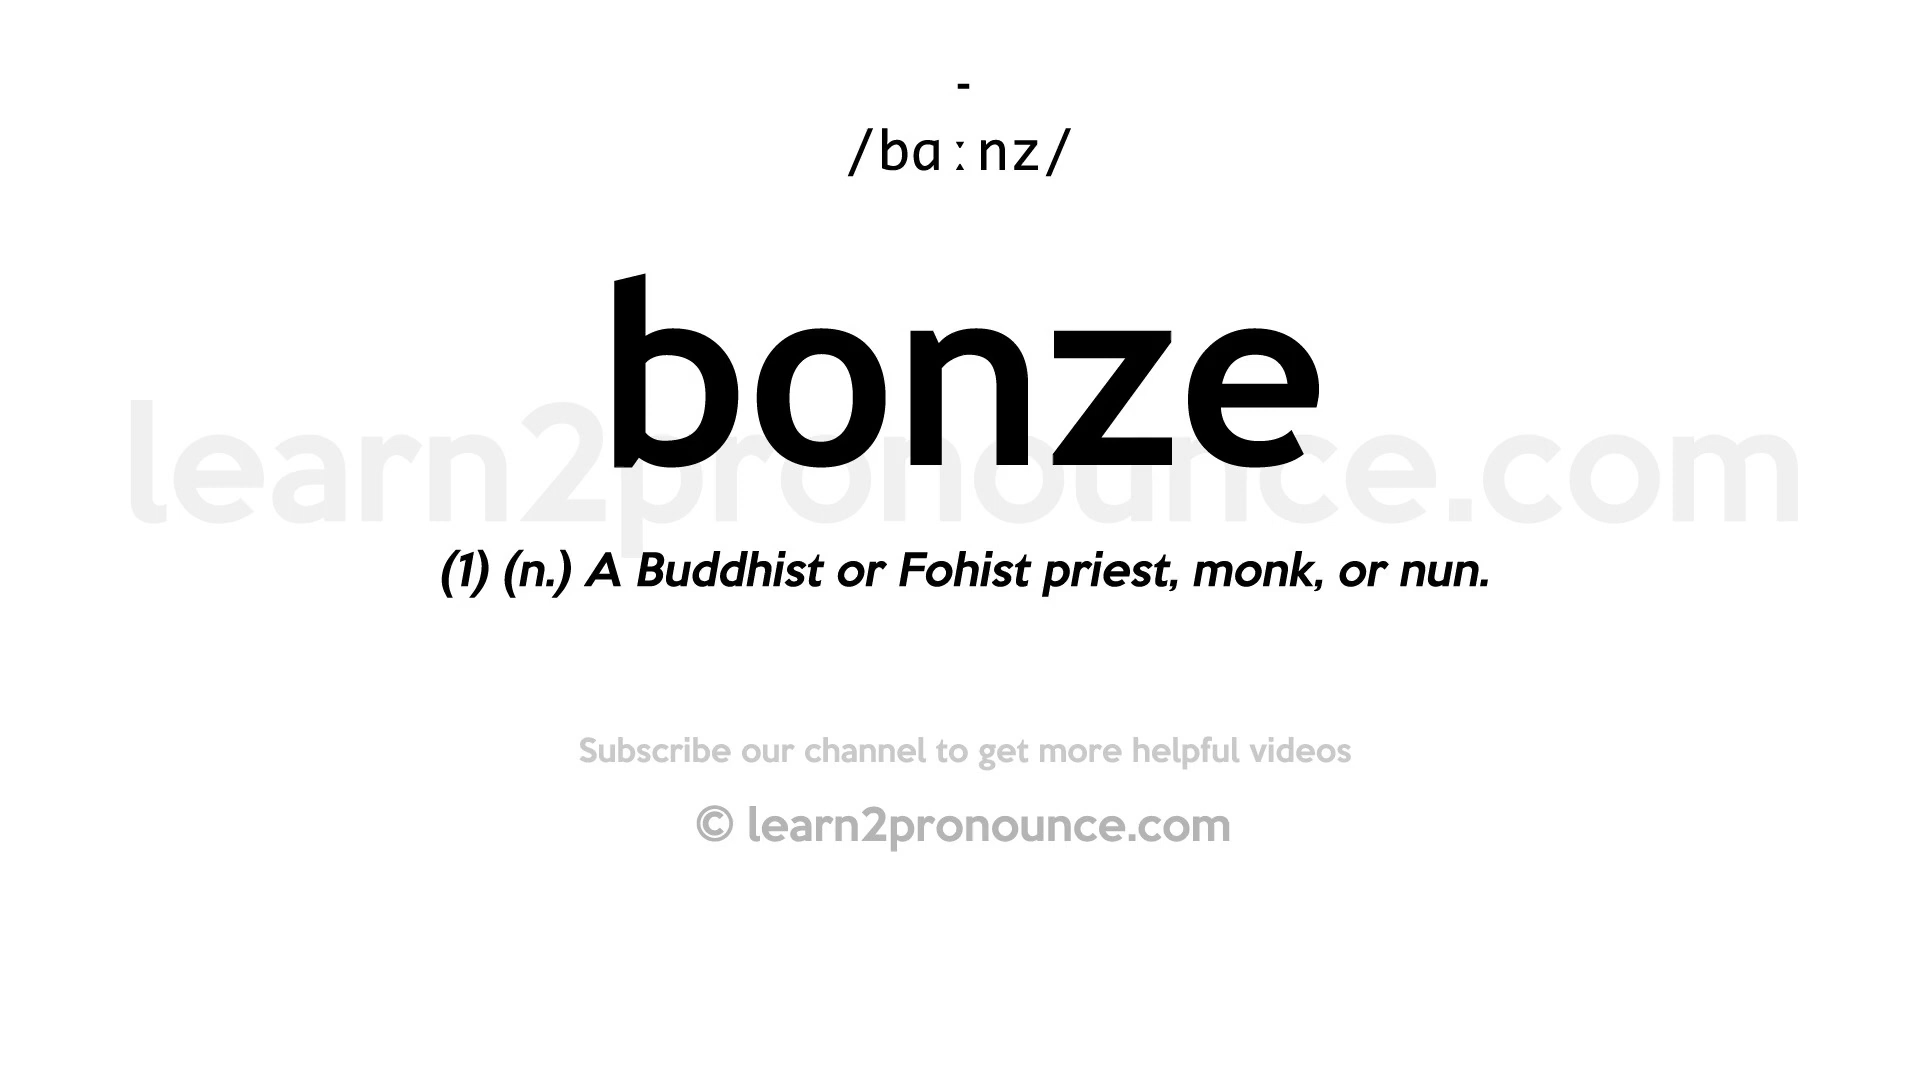 -
/bɑːnz/
bonze
learn2pronounce.com
(1) (n.) A Buddhist or Fohist priest, monk, or nun.
Subscribe our channel to get more helpful videos
© learn2pronounce.com